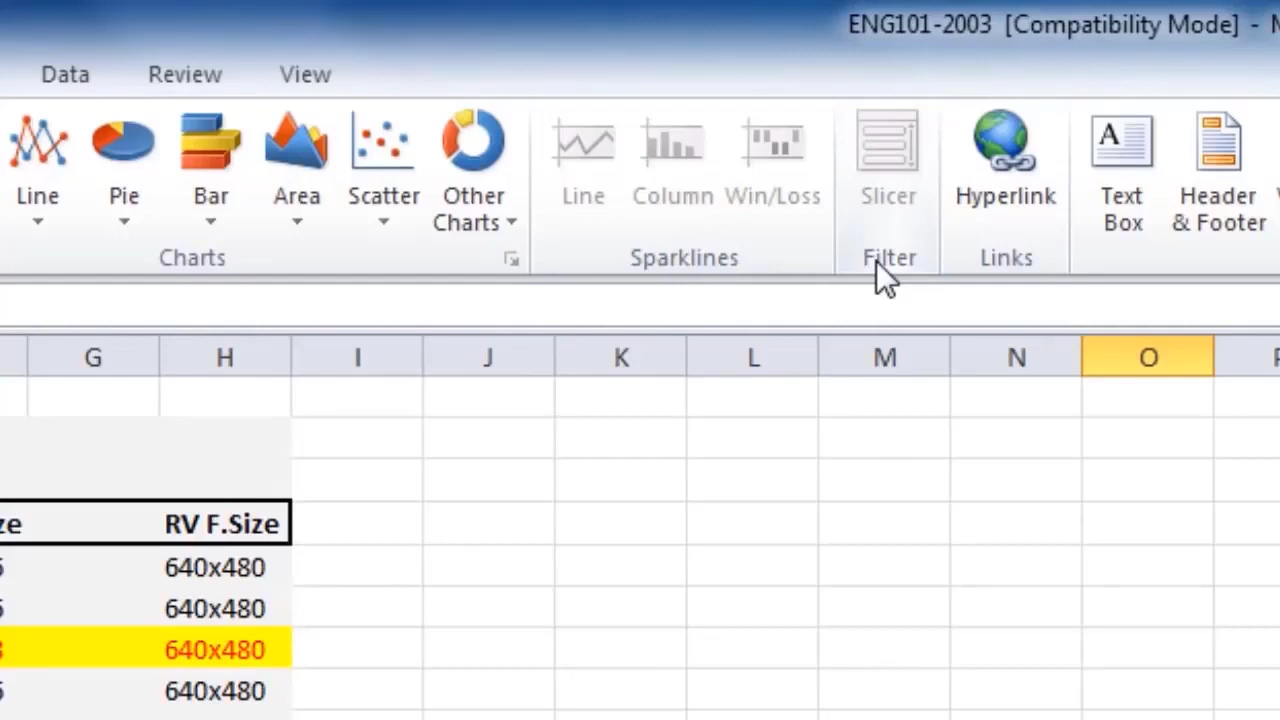 ENG101-2003 [Compatibility Mode] -
Data Review View
Line Pie Bar Area Scatter Other Charts Line Column Win/Loss Slicer Hyperlink Text Box Header & Footer
Charts Sparklines Filter Links
G H I J K L M N O
RV F.Size
640x480
640x480
640x480
640x480